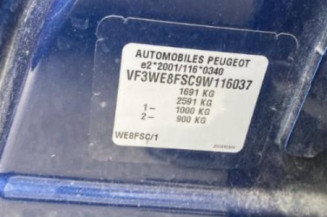 AUTOMOBILES PEUGEOT
e2*2001/116*0340
VF3WE8FSC9W116037
1691 KG
2591 KG
1- 1000 KG
2- 900 KG
WE8FSC/1